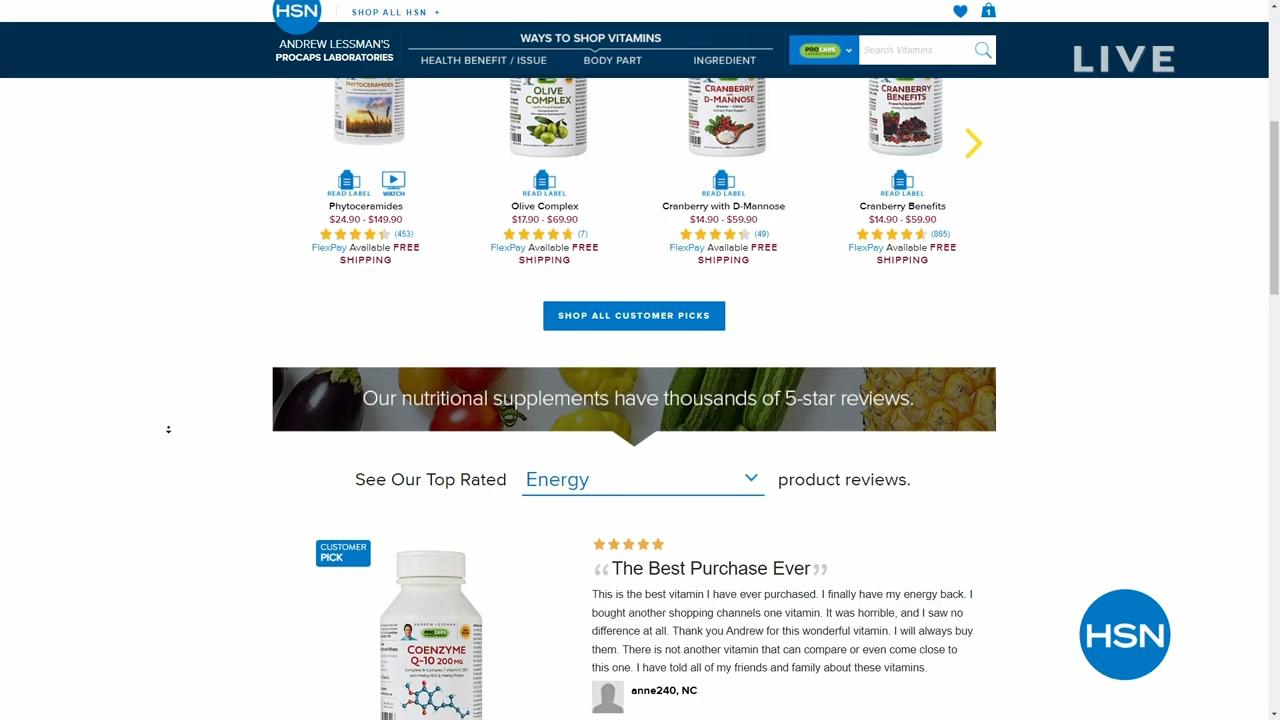 HSN
SHOP ALL HSN +
1
ANDREW LESSMAN'S
PROCAPS LABORATORIES
WAYS TO SHOP VITAMINS
HEALTH BENEFIT / ISSUE
BODY PART
INGREDIENT
PROCAPS
Search Vitamins
LIVE
PHYTOCERAMIDES
OLIVE
COMPLEX
CRANBERRY
D-MANNOSE
CRANBERRY
BENEFITS
READ LABEL
WATCH
READ LABEL
READ LABEL
READ LABEL
Phytoceramides
Olive Complex
Cranberry with D-Mannose
Cranberry Benefits
$24.90 - $149.90
$17.90 - $69.90
$14.90 - $59.90
$14.90 - $59.90
(453)
(7)
(49)
(865)
FlexPay Available FREE
SHIPPING
FlexPay Available FREE
SHIPPING
FlexPay Available FREE
SHIPPING
FlexPay Available FREE
SHIPPING
SHOP ALL CUSTOMER PICKS
Our nutritional supplements have thousands of 5-star reviews.
See Our Top Rated Energy product reviews.
CUSTOMER
PICK
ANDREW LESSMAN
PROCAPS
COENZYME
Q-10 200 MG
“The Best Purchase Ever”
This is the best vitamin I have ever purchased. I finally have my energy back. I
bought another shopping channels one vitamin. It was horrible, and I saw no
difference at all. Thank you Andrew for this wonderful vitamin. I will always buy
them. There is not another vitamin that can compare or even come close to
this one. I have told all of my friends and family about these vitamins.
anne240, NC
HSN